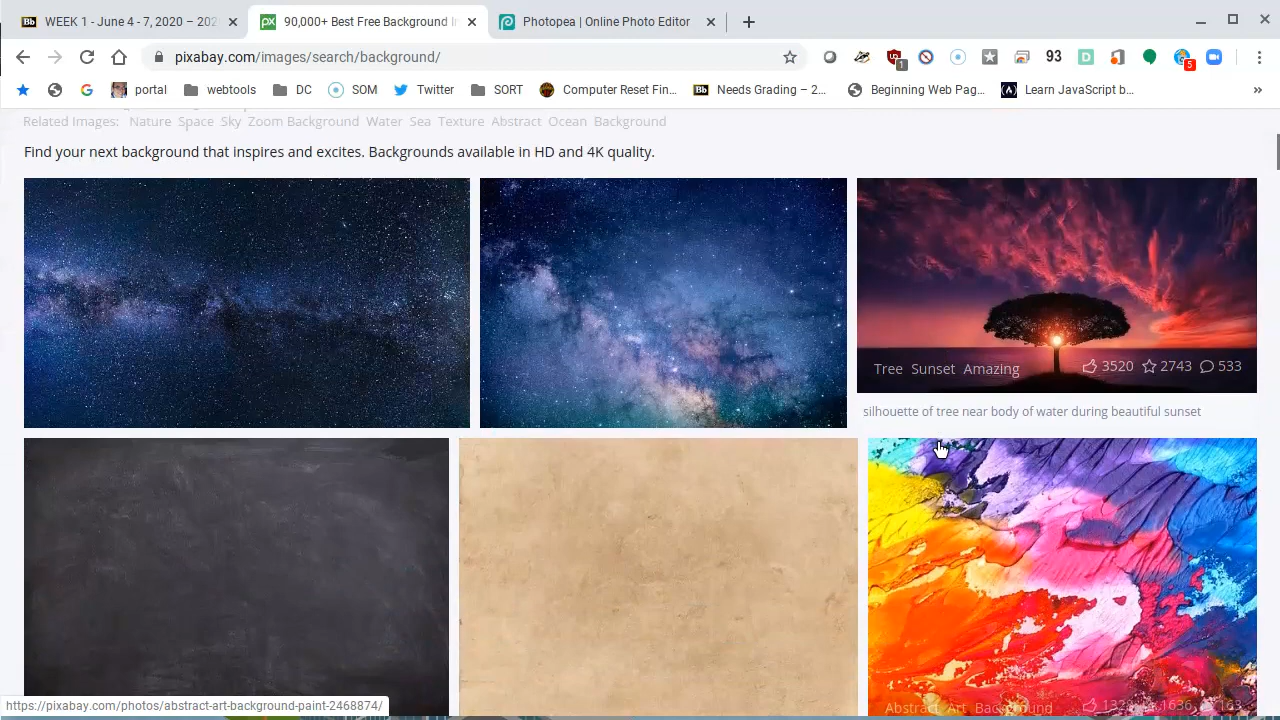 WEEK 1 - June 4 - 7, 2020 – 202
90,000+ Best Free Background I
Photopea | Online Photo Editor
pixabay.com/images/search/background/
1
93
5
portal
webtools
DC
SOM
Twitter
SORT
Computer Reset Fin...
Needs Grading – 2...
Beginning Web Pag...
Learn JavaScript b...
Related Images: Nature Space Sky Zoom Background Water Sea Texture Abstract Ocean Background
Find your next background that inspires and excites. Backgrounds available in HD and 4K quality.
Tree Sunset Amazing
3520 2743 533
silhouette of tree near body of water during beautiful sunset
Abstract Art Background
1636 163
https://pixabay.com/photos/abstract-art-background-paint-2468874/